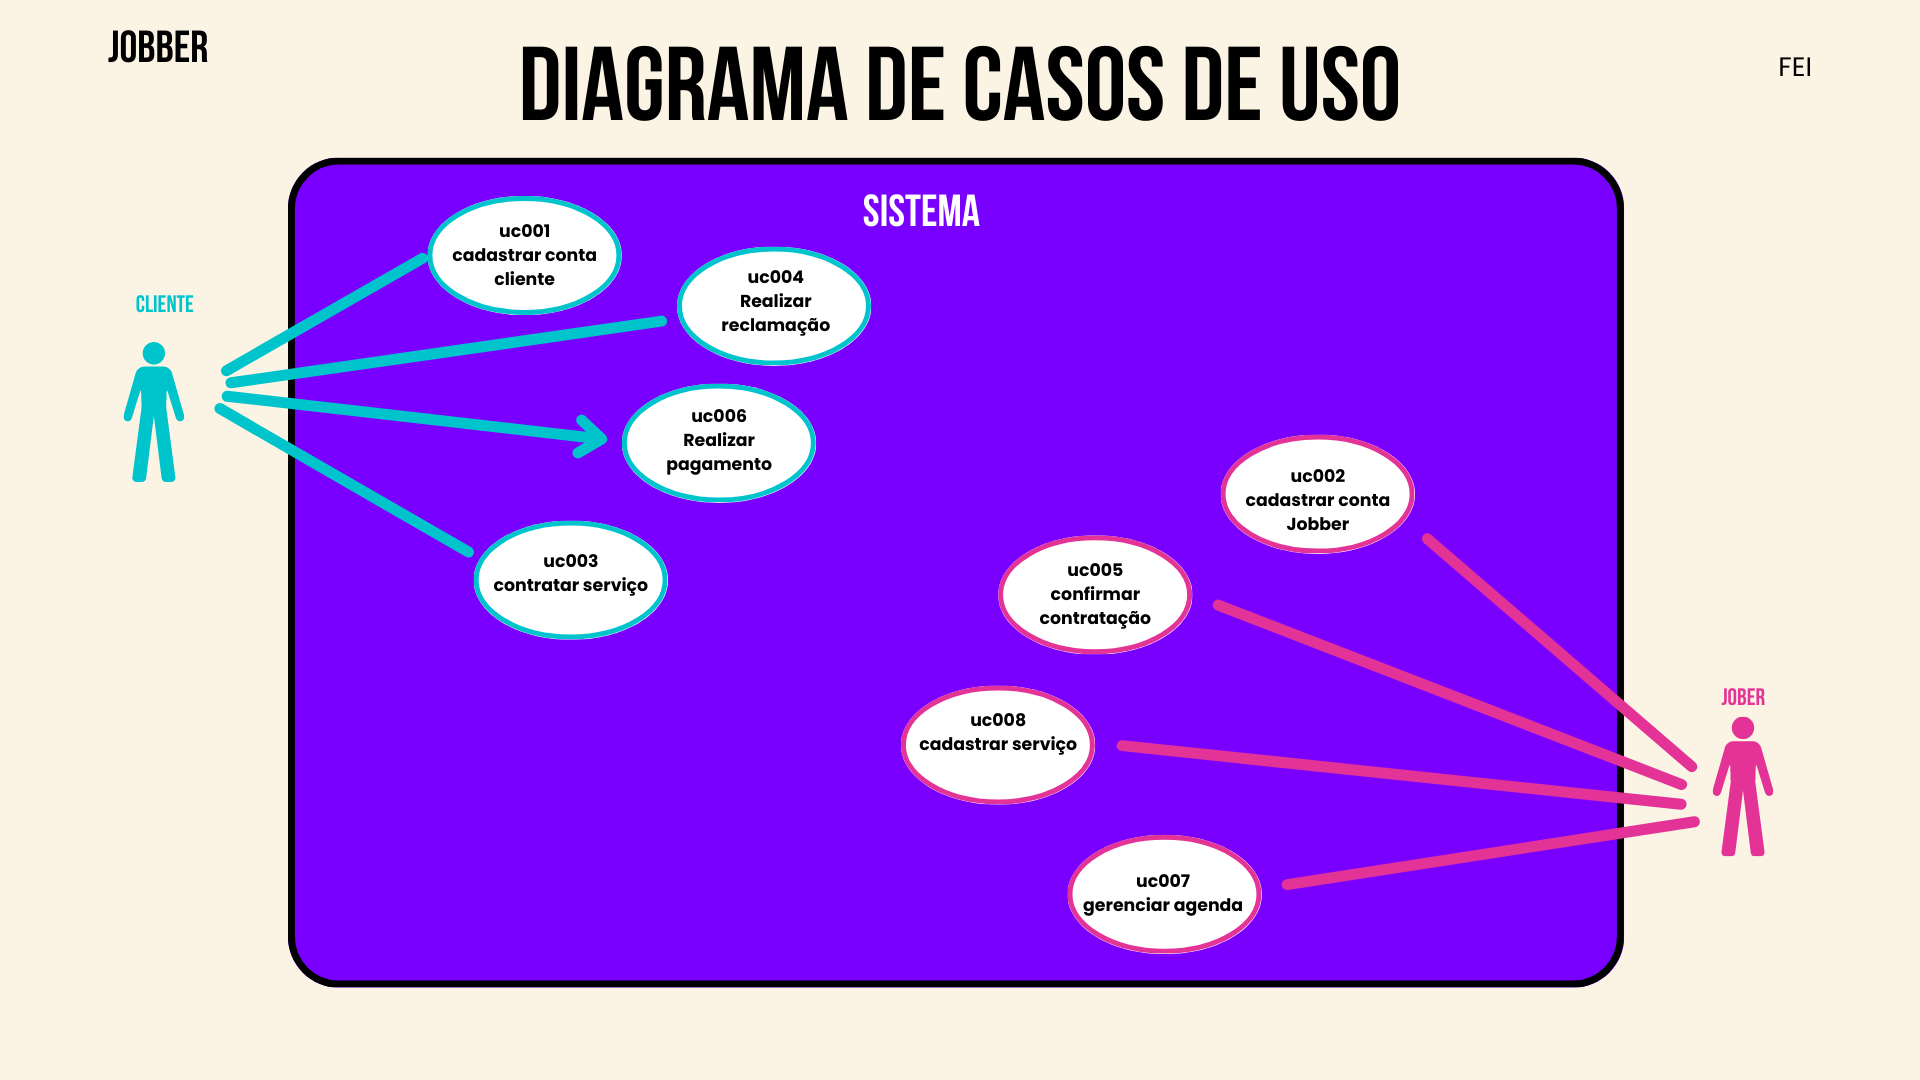 JOBBER
DIAGRAMA DE CASOS DE USO
FEI
SISTEMA
uc001
cadastrar conta
cliente
uc004
Realizar
reclamação
CLIENTE
uc006
Realizar
pagamento
uc003
contratar serviço
uc002
cadastrar conta
Jobber
uc005
confirmar
contratação
JOBER
uc008
cadastrar serviço
uc007
gerenciar agenda